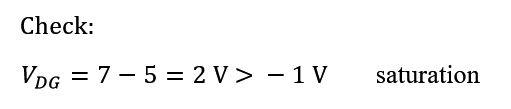 Check:
V_DG = 7 − 5 = 2 V > − 1 V saturation